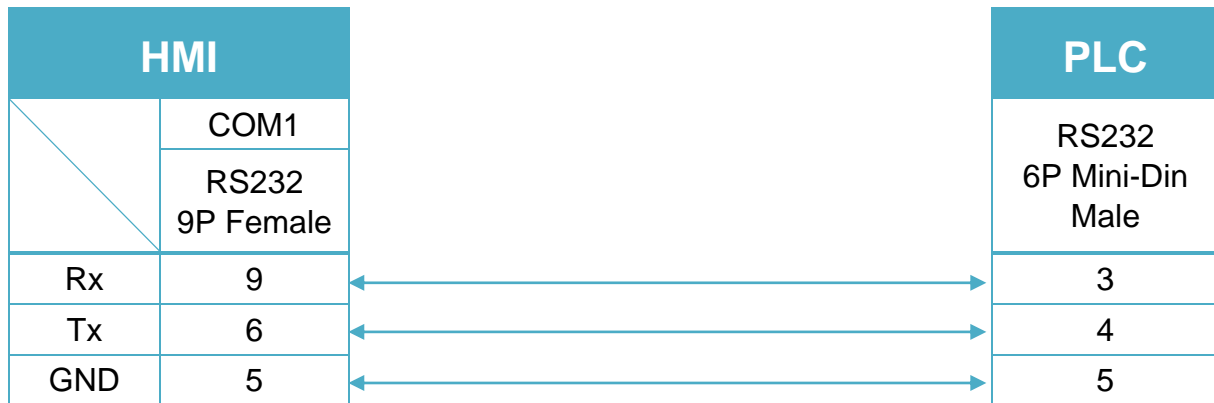 HMI
PLC
COM1
RS232
9P Female
RS232
6P Mini-Din
Male
Rx 9 3
Tx 6 4
GND 5 5